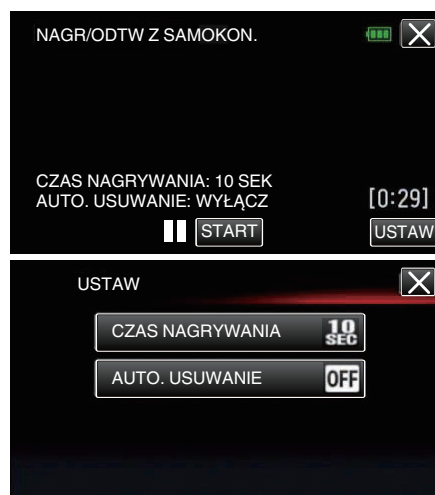 NAGR/ODTW Z SAMOKON.
CZAS NAGRYWANIA: 10 SEK
AUTO. USUWANIE: WYŁĄCZ
[0:29]
START
USTAW
USTAW
CZAS NAGRYWANIA 10 SEC
AUTO. USUWANIE OFF